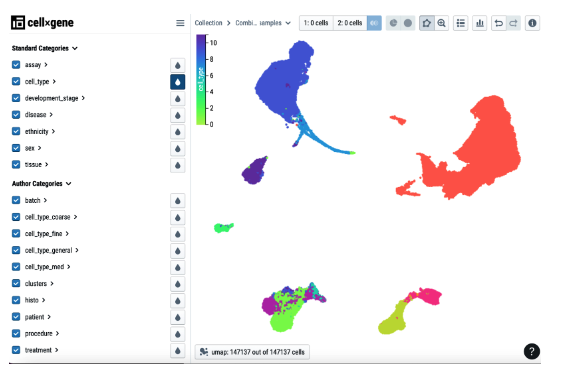 cellxgene
Collection > Combi... samples
1: 0 cells
2: 0 cells
Standard Categories
assay >
cell_type >
development_stage >
disease >
ethnicity >
sex >
tissue >
Author Categories
batch >
cell_type_coarse >
cell_type_fine >
cell_type_general >
cell_type_med >
clusters >
histo >
patient >
procedure >
treatment >
cell_type
10
8
6
4
2
0
umap: 147137 out of 147137 cells
?